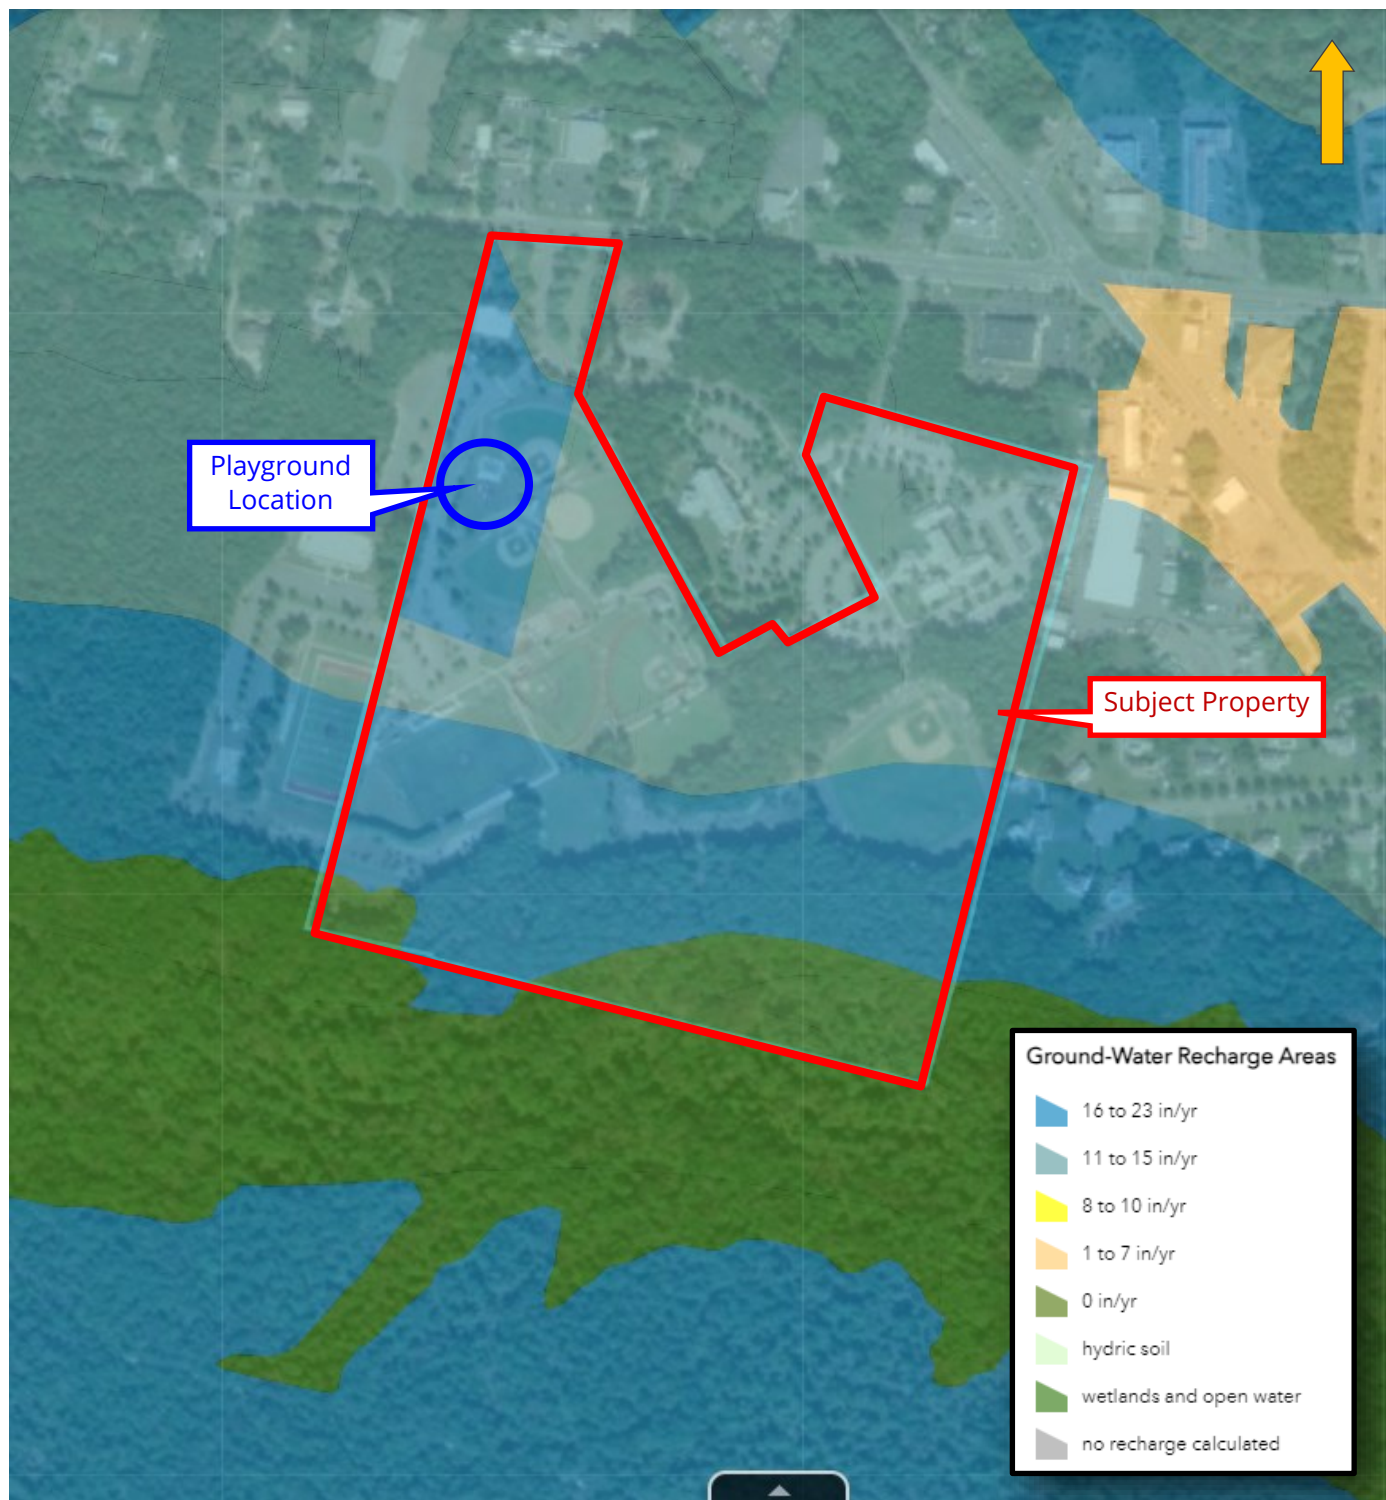 Playground
Location
Subject Property
Ground-Water Recharge Areas
16 to 23 in/yr
11 to 15 in/yr
8 to 10 in/yr
1 to 7 in/yr
0 in/yr
hydric soil
wetlands and open water
no recharge calculated